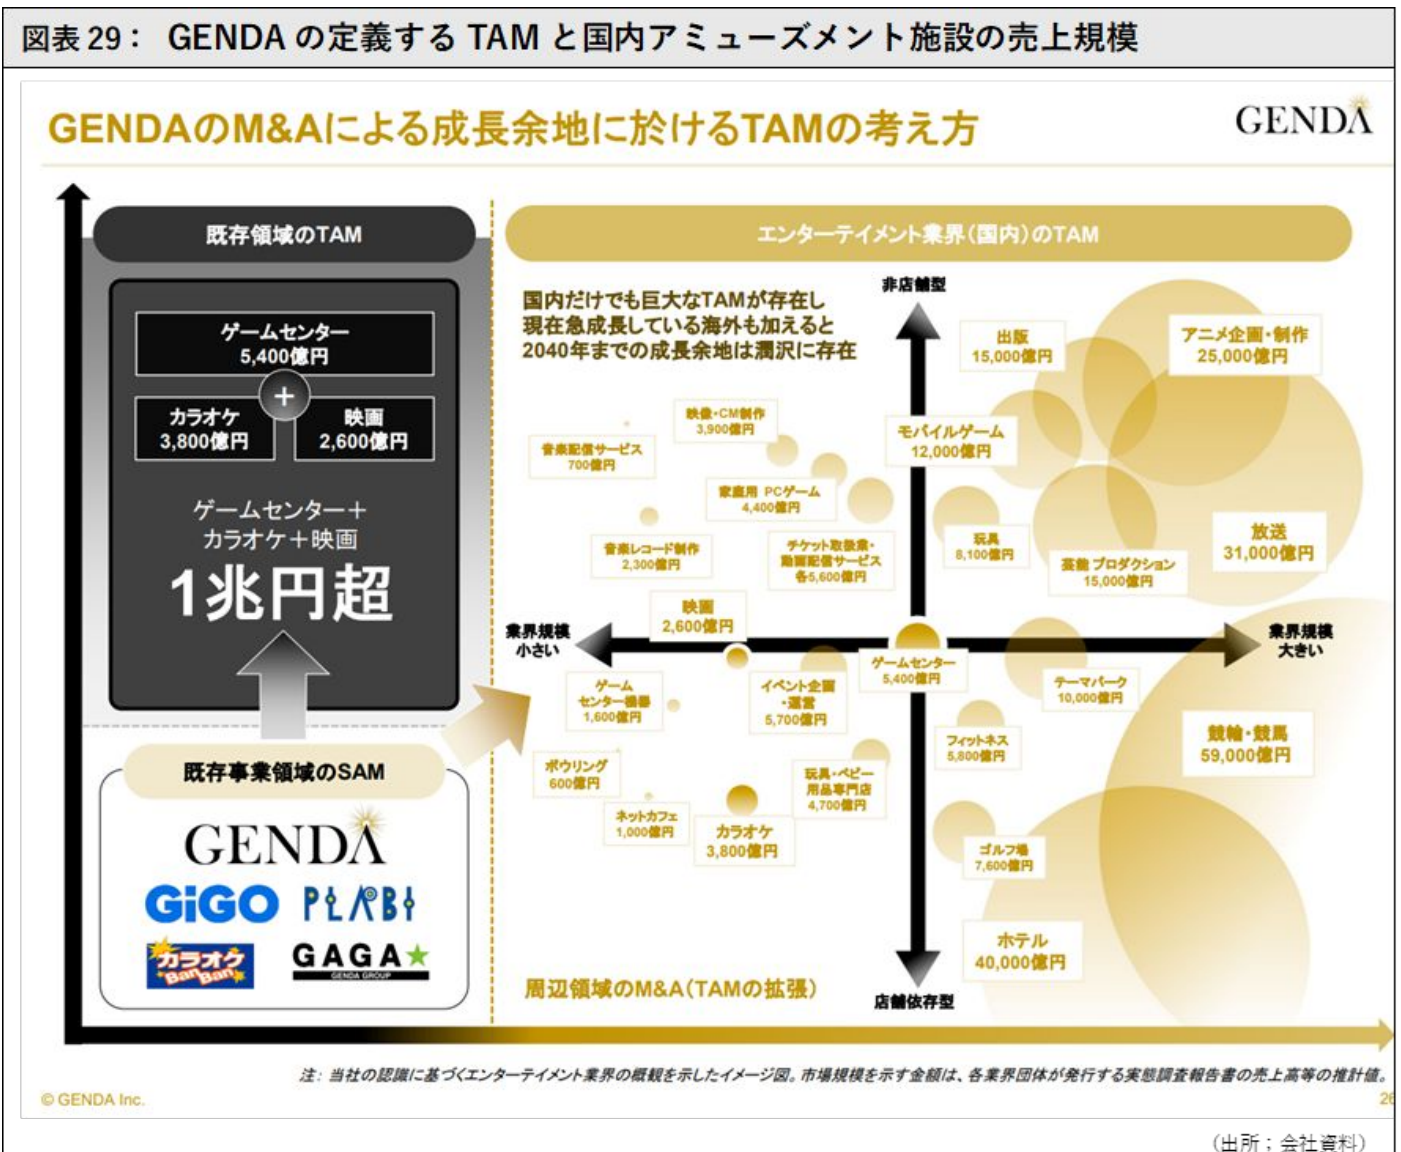 図表 29： GENDA の定義する TAM と国内アミューズメント施設の売上規模
GENDAのM&Aによる成長余地に於けるTAMの考え方
GENDA
既存領域のTAM
ゲームセンター
5,400億円
+
カラオケ
3,800億円
映画
2,600億円
ゲームセンター＋
カラオケ＋映画
1兆円超
既存事業領域のSAM
GENDA
GiGO
PLABI
カラオケ
BanBan
GAGA★
GENDA GROUP
エンターテイメント業界（国内）のTAM
国内だけでも巨大なTAMが存在し
現在急成長している海外も加えると
2040年までの成長余地は潤沢に存在
非店舗型
出版
15,000億円
アニメ企画・制作
25,000億円
映像・CM制作
3,900億円
モバイルゲーム
12,000億円
音楽配信サービス
700億円
家庭用 PCゲーム
4,400億円
音楽レコード制作
2,300億円
チケット取扱業・
動画配信サービス
各5,600億円
玩具
8,100億円
芸能 プロダクション
15,000億円
放送
31,000億円
映画
2,600億円
業界規模
小さい
業界規模
大きい
ゲームセンター
5,400億円
ゲーム
センター機器
1,600億円
イベント企画
・運営
5,700億円
テーマパーク
10,000億円
フィットネス
5,800億円
競輪・競馬
59,000億円
ボウリング
600億円
玩具・ベビー
用品専門店
4,700億円
ネットカフェ
1,000億円
カラオケ
3,800億円
ゴルフ場
7,600億円
ホテル
40,000億円
周辺領域のM&A（TAMの拡張）
店舗依存型
注： 当社の認識に基づくエンターテイメント業界の概観を示したイメージ図。市場規模を示す金額は、各業界団体が発行する実態調査報告書の売上高等の推計値。
© GENDA Inc.
26
（出所；会社資料）